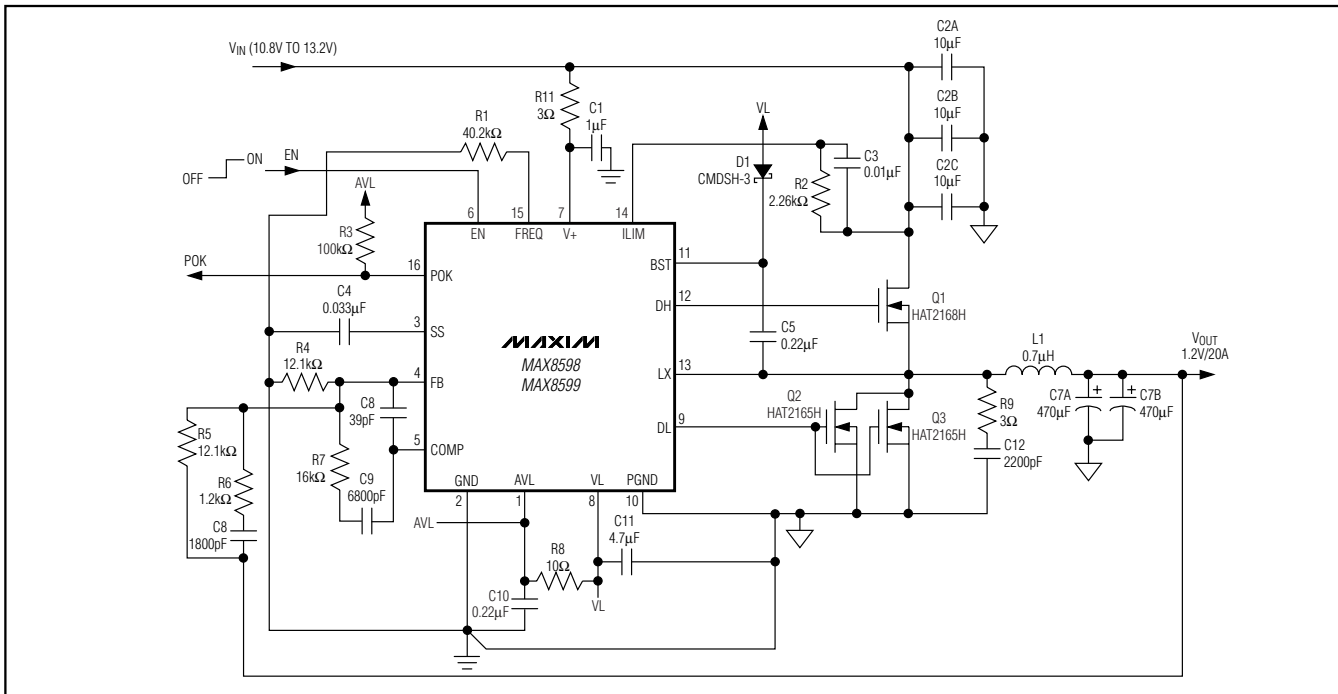 VIN (10.8V TO 13.2V)
C2A
10µF
C2B
10µF
C2C
10µF
R11
3Ω
C1
1µF
VL
R1
40.2kΩ
D1
CMDSH-3
C3
0.01µF
R2
2.26kΩ
OFF
ON
EN
AVL
R3
100kΩ
6
15
7
14
EN
FREQ
V+
ILIM
POK
16
POK
BST
11
C4
0.033µF
3
SS
DH
12
Q1
HAT2168H
MAXIM
MAX8598
MAX8599
C5
0.22µF
R4
12.1kΩ
4
FB
LX
13
L1
0.7µH
VOUT
1.2V/20A
C8
39pF
Q2
HAT2165H
Q3
HAT2165H
R9
3Ω
+
C7A
470µF
+
C7B
470µF
DL
9
R5
12.1kΩ
5
COMP
R7
16kΩ
C12
2200pF
R6
1.2kΩ
C9
6800pF
GND
AVL
VL
PGND
2
1
8
10
C8
1800pF
AVL
C11
4.7µF
R8
10Ω
C10
0.22µF
VL